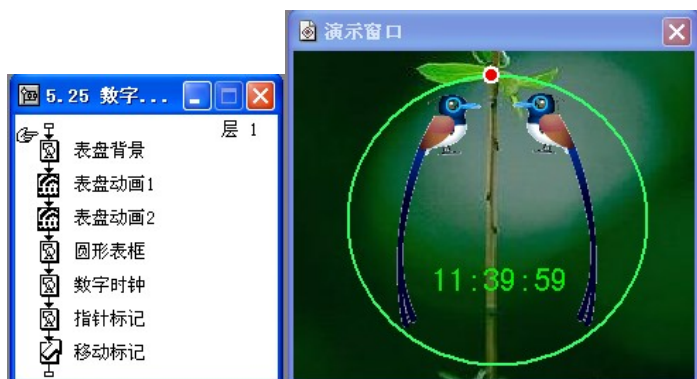 5.25 数字...
层 1
表盘背景
表盘动画1
表盘动画2
圆形表框
数字时钟
指针标记
移动标记
演示窗口
11:39:59